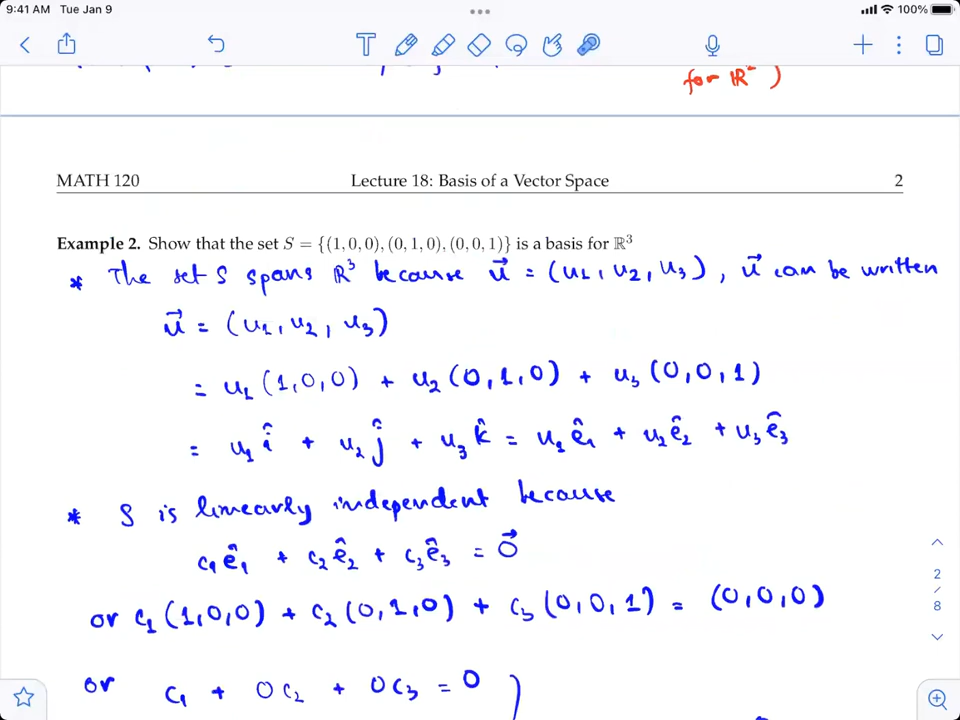 9:41 AM Tue Jan 9
100%
for ℝ²)
MATH 120
Lecture 18: Basis of a Vector Space
2
Example 2. Show that the set S = {(1, 0, 0), (0, 1, 0), (0, 0, 1)} is a basis for ℝ³
* The set S spans ℝ³ because u⃗ = (u₁, u₂, u₃), u⃗ can be written
u⃗ = (u₁, u₂, u₃)
= u₁(1,0,0) + u₂(0,1,0) + u₃(0,0,1)
= u₁ î + u₂ ĵ + u₃ k̂ = u₁ê₁ + u₂ê₂ + u₃ê₃
* S is linearly independent because
c₁ê₁ + c₂ê₂ + c₃ê₃ = 0⃗
or c₁(1,0,0) + c₂(0,1,0) + c₃(0,0,1) = (0,0,0)
or c₁ + 0c₂ + 0c₃ = 0
2
/
8